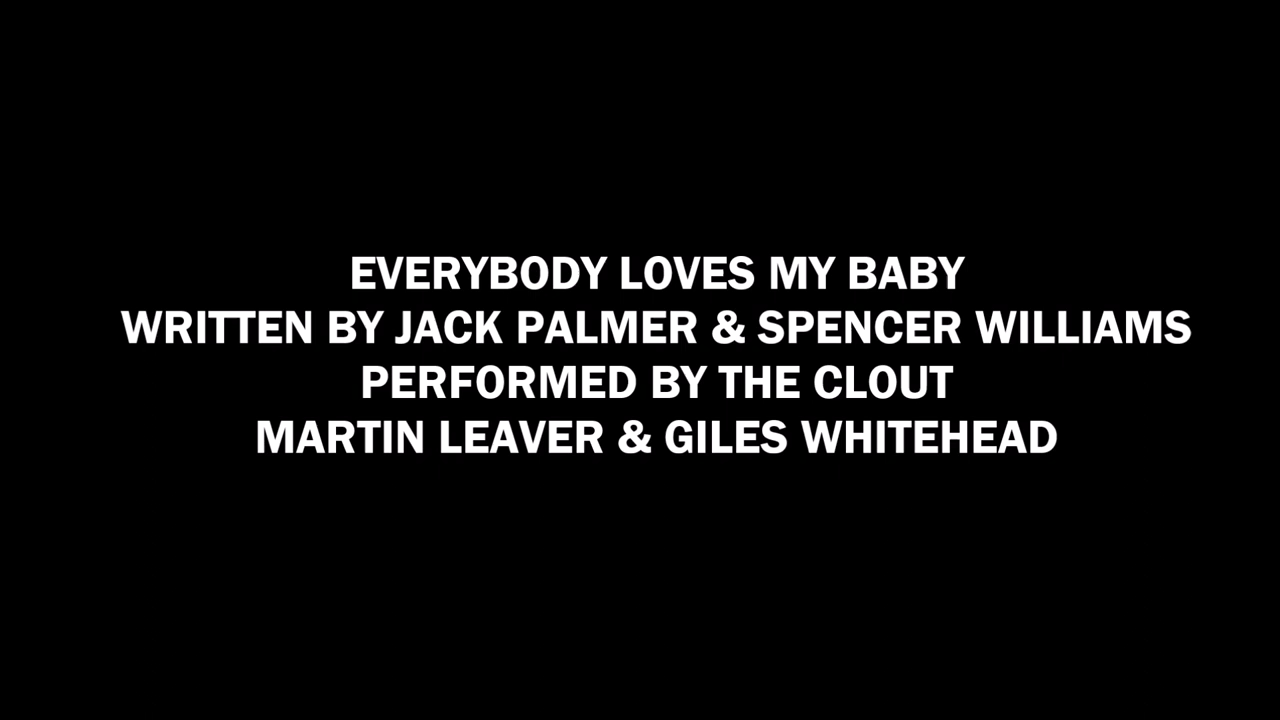 EVERYBODY LOVES MY BABY
WRITTEN BY JACK PALMER & SPENCER WILLIAMS
PERFORMED BY THE CLOUT
MARTIN LEAVER & GILES WHITEHEAD